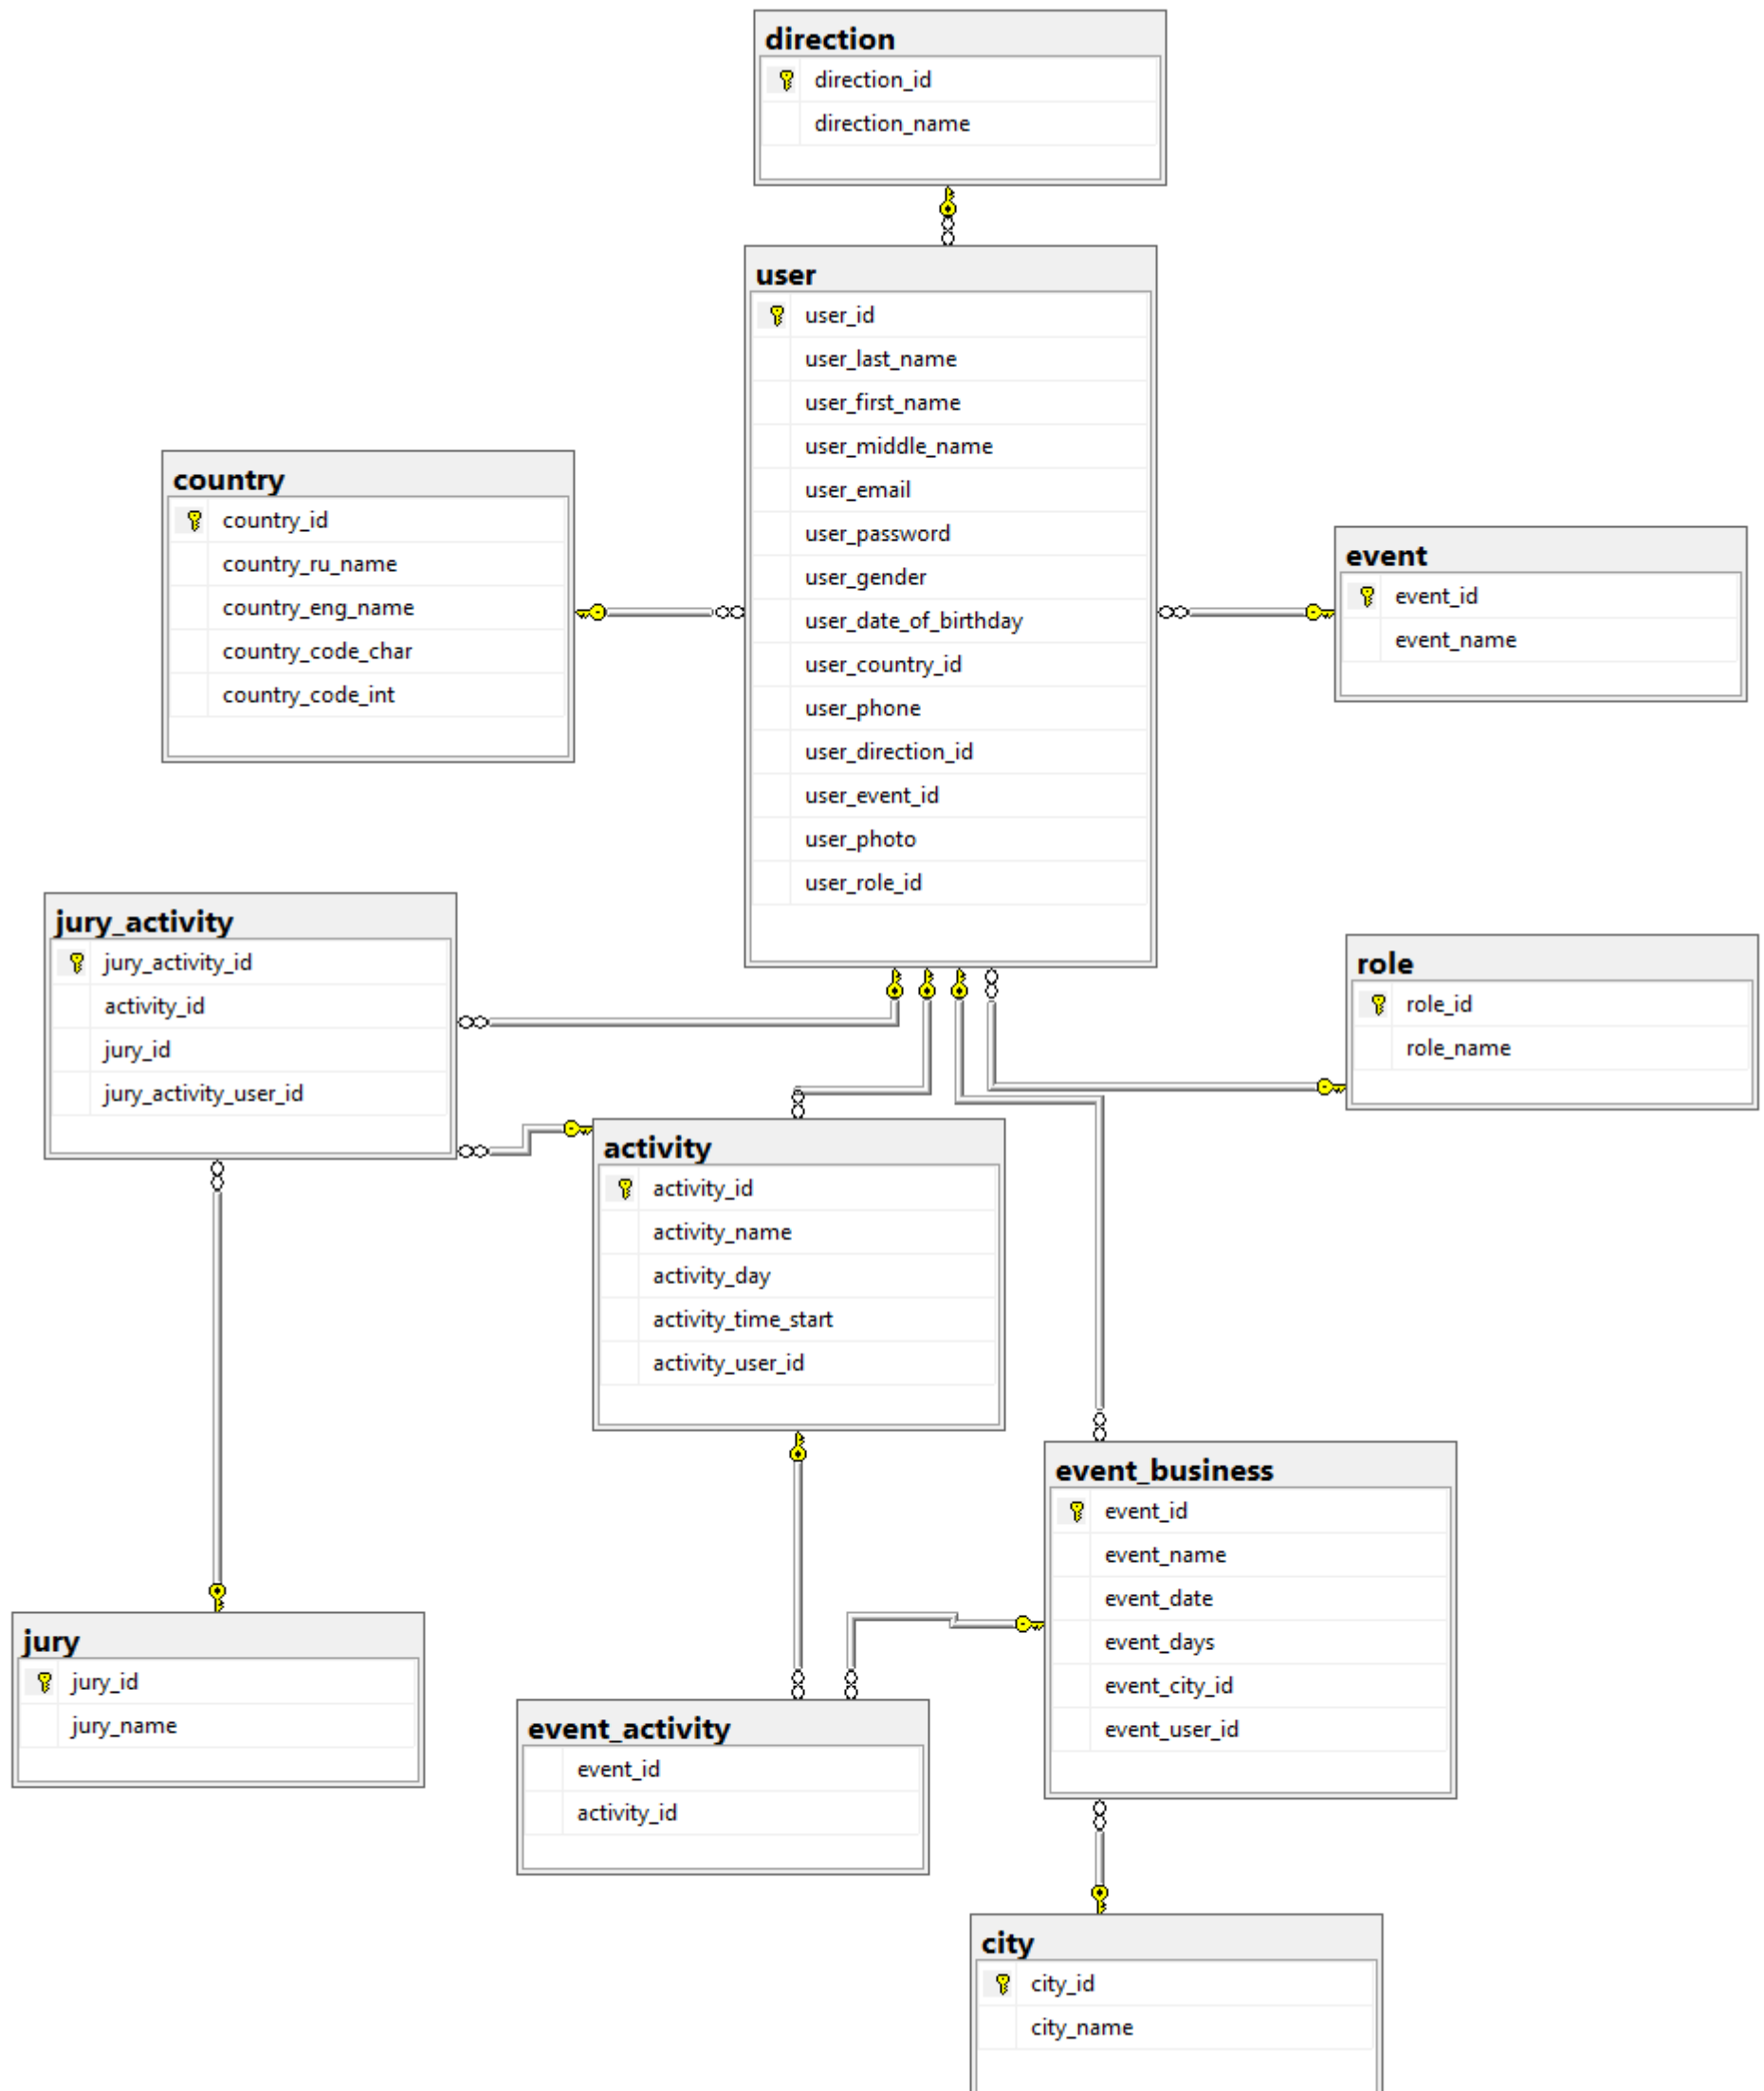 direction
direction_id
direction_name
user
user_id
user_last_name
user_first_name
user_middle_name
user_email
user_password
user_gender
user_date_of_birthday
user_country_id
user_phone
user_direction_id
user_event_id
user_photo
user_role_id
country
country_id
country_ru_name
country_eng_name
country_code_char
country_code_int
event
event_id
event_name
jury_activity
jury_activity_id
activity_id
jury_id
jury_activity_user_id
role
role_id
role_name
activity
activity_id
activity_name
activity_day
activity_time_start
activity_user_id
event_business
event_id
event_name
event_date
event_days
event_city_id
event_user_id
jury
jury_id
jury_name
event_activity
event_id
activity_id
city
city_id
city_name